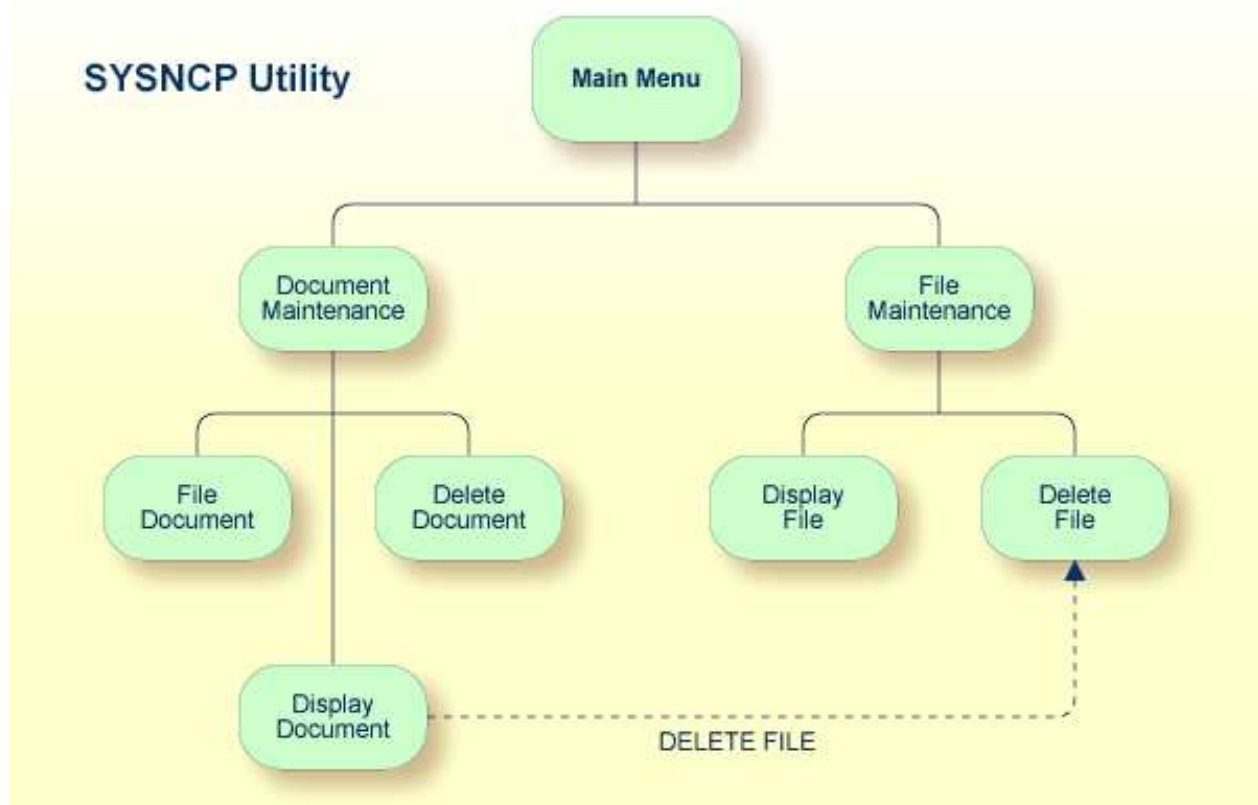 SYSNCP Utility
Main Menu
Document
Maintenance
File
Maintenance
File
Document
Delete
Document
Display
File
Delete
File
Display
Document
DELETE FILE